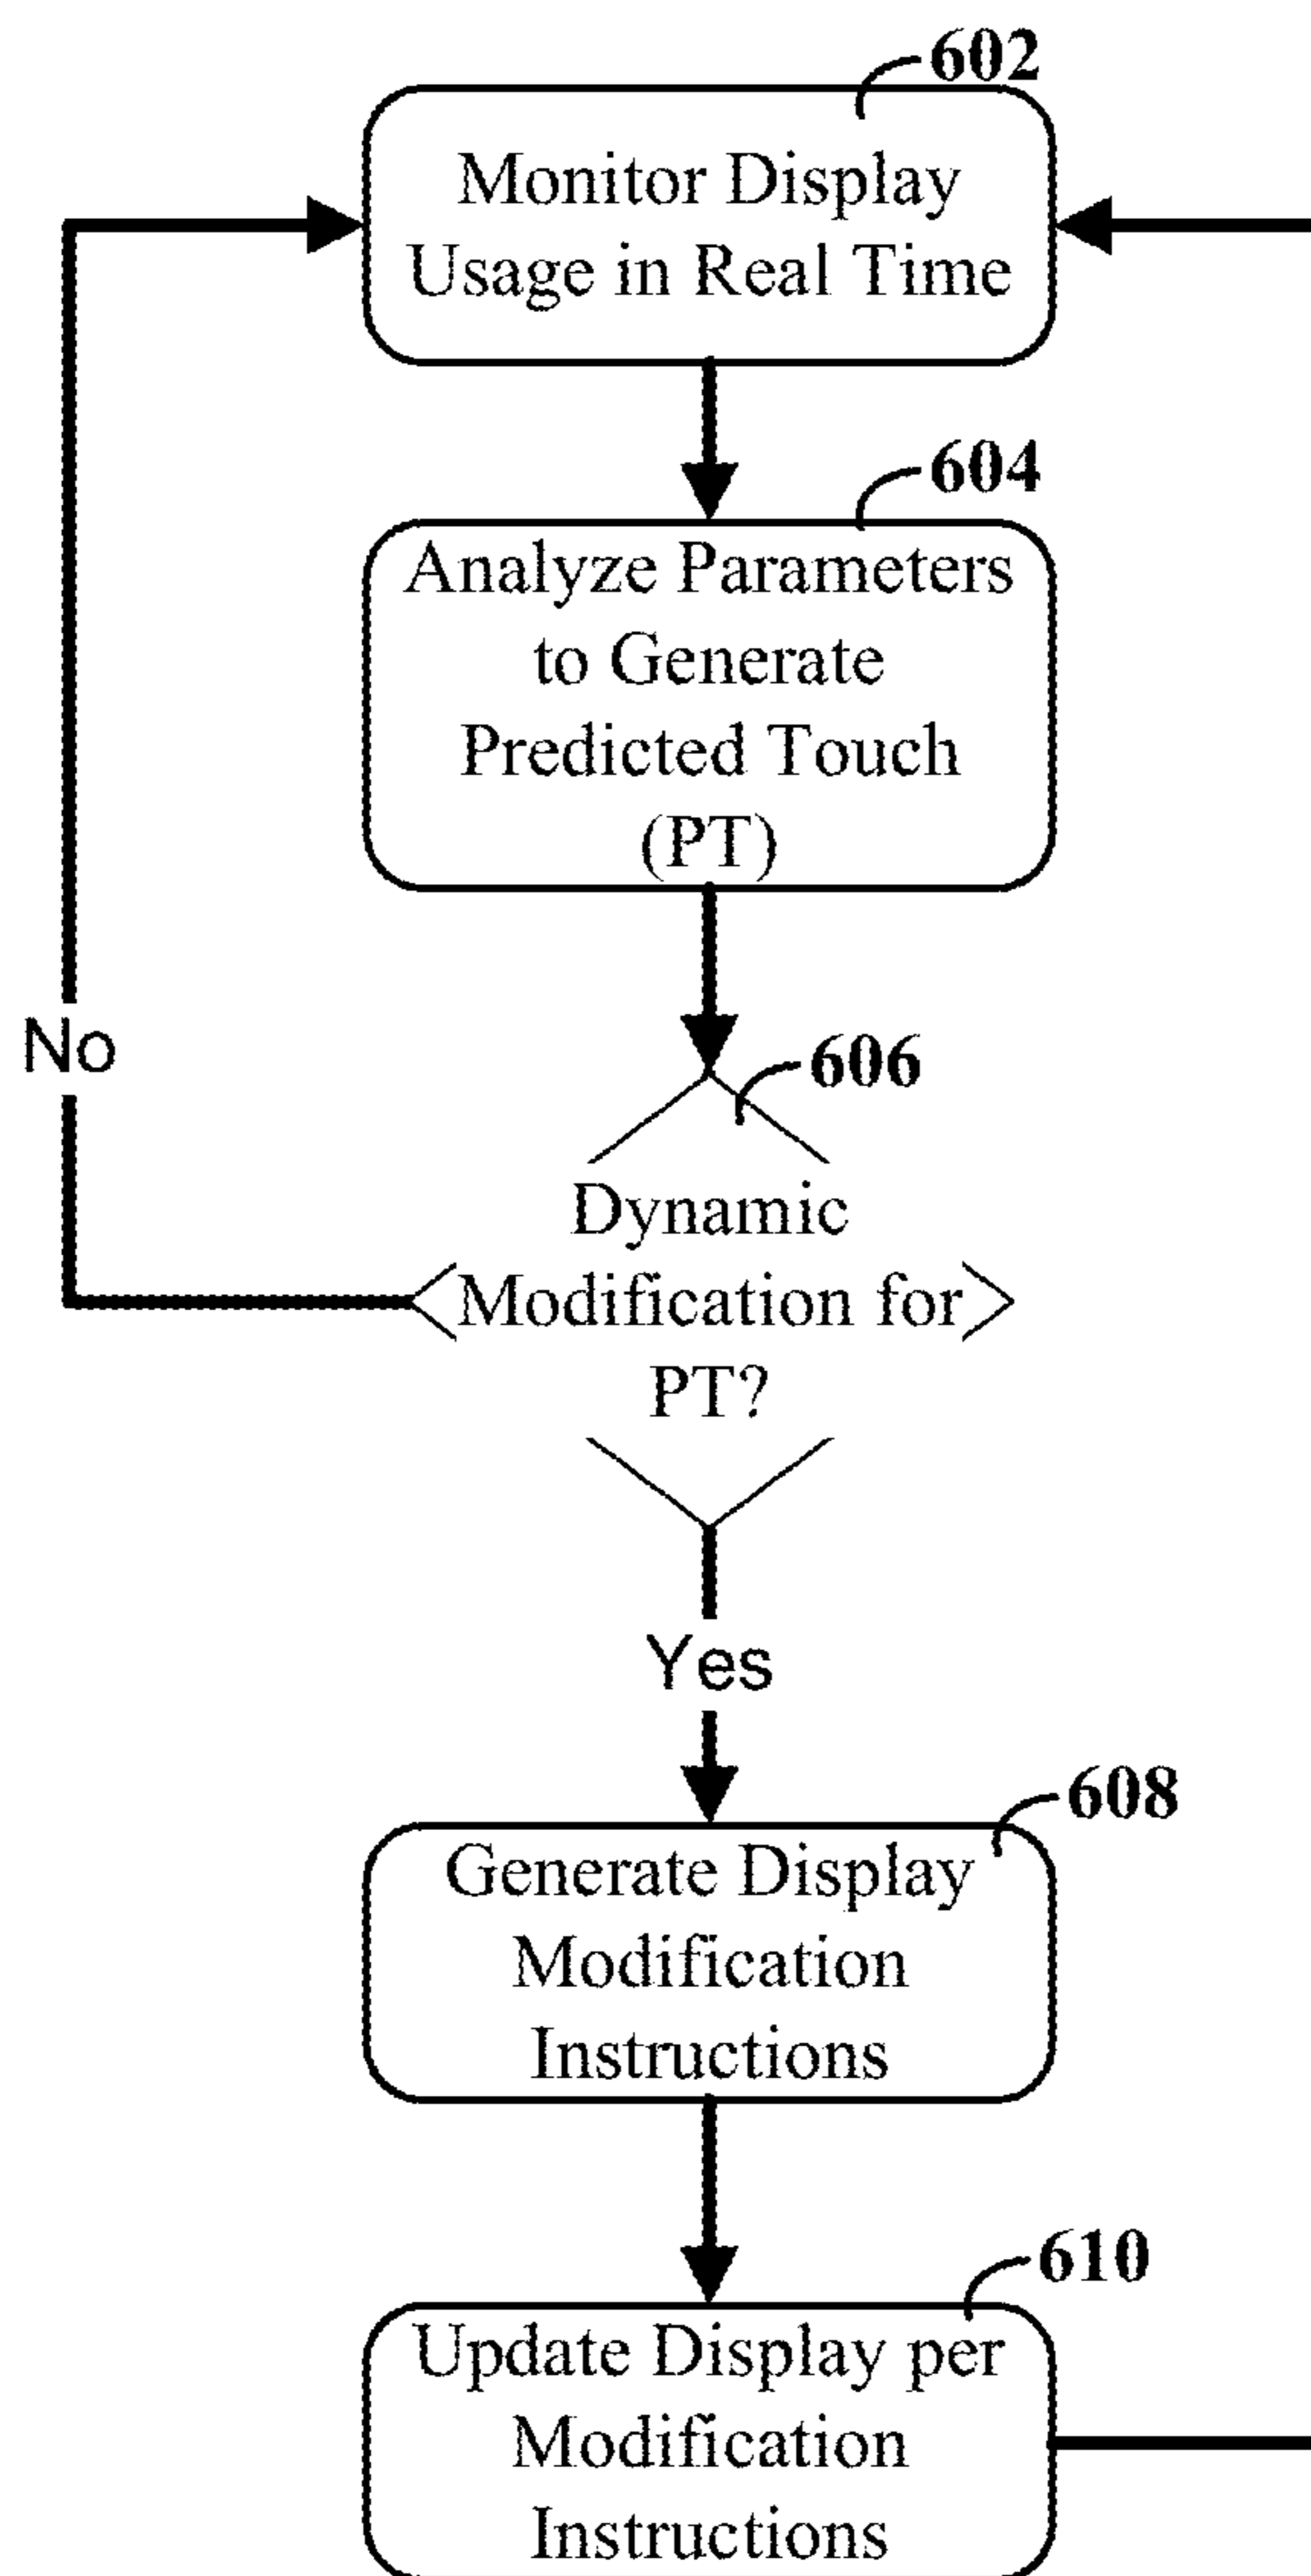 602
Monitor Display
Usage in Real Time
604
Analyze Parameters
to Generate
Predicted Touch
(PT)
No
606
Dynamic
Modification for
PT?
Yes
608
Generate Display
Modification
Instructions
610
Update Display per
Modification
Instructions